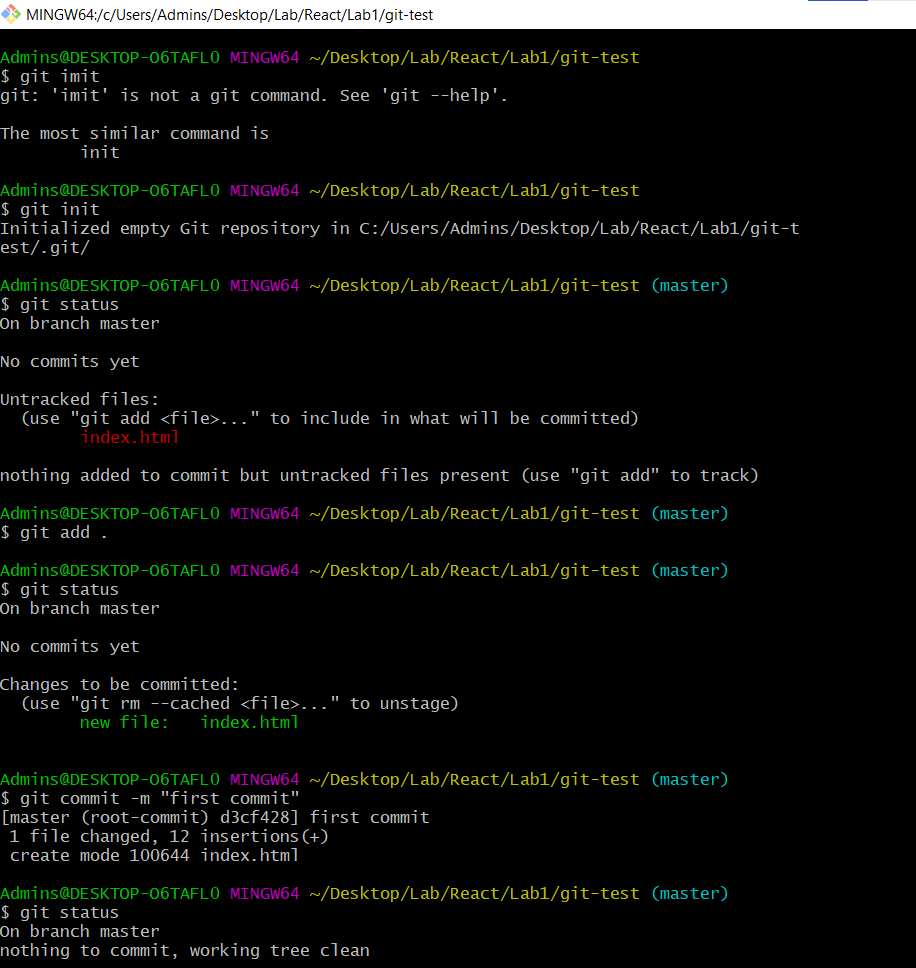 MINGW64:/c/Users/Admins/Desktop/Lab/React/Lab1/git-test
Admins@DESKTOP-O6TAFL0 MINGW64 ~/Desktop/Lab/React/Lab1/git-test
$ git imit
git: 'imit' is not a git command. See 'git --help'.
The most similar command is
init
Admins@DESKTOP-O6TAFL0 MINGW64 ~/Desktop/Lab/React/Lab1/git-test
$ git init
Initialized empty Git repository in C:/Users/Admins/Desktop/Lab/React/Lab1/git-t
est/.git/
Admins@DESKTOP-O6TAFL0 MINGW64 ~/Desktop/Lab/React/Lab1/git-test (master)
$ git status
On branch master
No commits yet
Untracked files:
(use "git add <file>..." to include in what will be committed)
index.html
nothing added to commit but untracked files present (use "git add" to track)
Admins@DESKTOP-O6TAFL0 MINGW64 ~/Desktop/Lab/React/Lab1/git-test (master)
$ git add .
Admins@DESKTOP-O6TAFL0 MINGW64 ~/Desktop/Lab/React/Lab1/git-test (master)
$ git status
On branch master
No commits yet
Changes to be committed:
(use "git rm --cached <file>..." to unstage)
new file:   index.html
Admins@DESKTOP-O6TAFL0 MINGW64 ~/Desktop/Lab/React/Lab1/git-test (master)
$ git commit -m "first commit"
[master (root-commit) d3cf428] first commit
1 file changed, 12 insertions(+)
create mode 100644 index.html
Admins@DESKTOP-O6TAFL0 MINGW64 ~/Desktop/Lab/React/Lab1/git-test (master)
$ git status
On branch master
nothing to commit, working tree clean